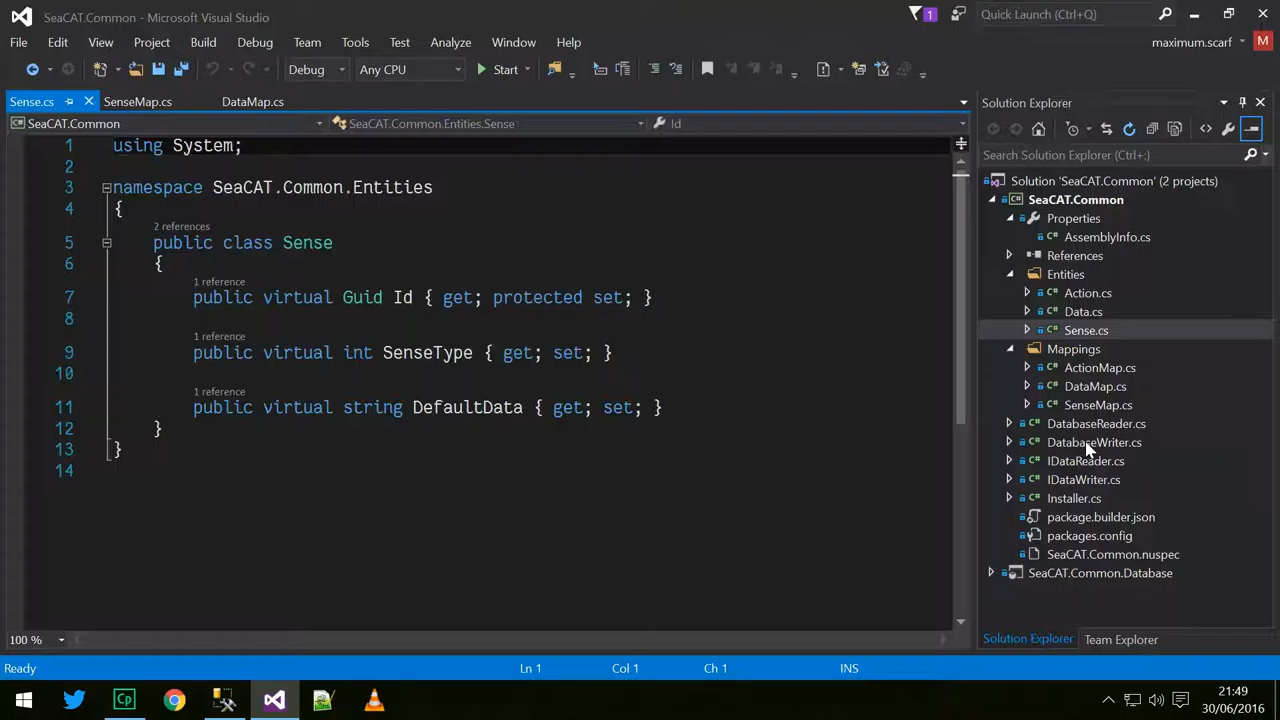 SeaCAT.Common - Microsoft Visual Studio
1
Quick Launch (Ctrl+Q)
File Edit View Project Build Debug Team Tools Test Analyze Window Help
maximum.scarf
M
Debug Any CPU Start
Sense.cs SenseMap.cs DataMap.cs
SeaCAT.Common SeaCAT.Common.Entities.Sense Id
1 using System;
2
3 namespace SeaCAT.Common.Entities
4 {
2 references
5 public class Sense
6 {
1 reference
7 public virtual Guid Id { get; protected set; }
8
1 reference
9 public virtual int SenseType { get; set; }
10
1 reference
11 public virtual string DefaultData { get; set; }
12 }
13 }
14
100 %
Solution Explorer
Search Solution Explorer (Ctrl+;)
Solution 'SeaCAT.Common' (2 projects)
SeaCAT.Common
Properties
C# AssemblyInfo.cs
References
Entities
C# Action.cs
C# Data.cs
C# Sense.cs
Mappings
C# ActionMap.cs
C# DataMap.cs
C# SenseMap.cs
C# DatabaseReader.cs
C# DatabaseWriter.cs
C# IDataReader.cs
C# IDataWriter.cs
C# Installer.cs
package.builder.json
packages.config
SeaCAT.Common.nuspec
SeaCAT.Common.Database
Solution Explorer Team Explorer
Ready Ln 1 Col 1 Ch 1 INS
Cp
21:49
30/06/2016